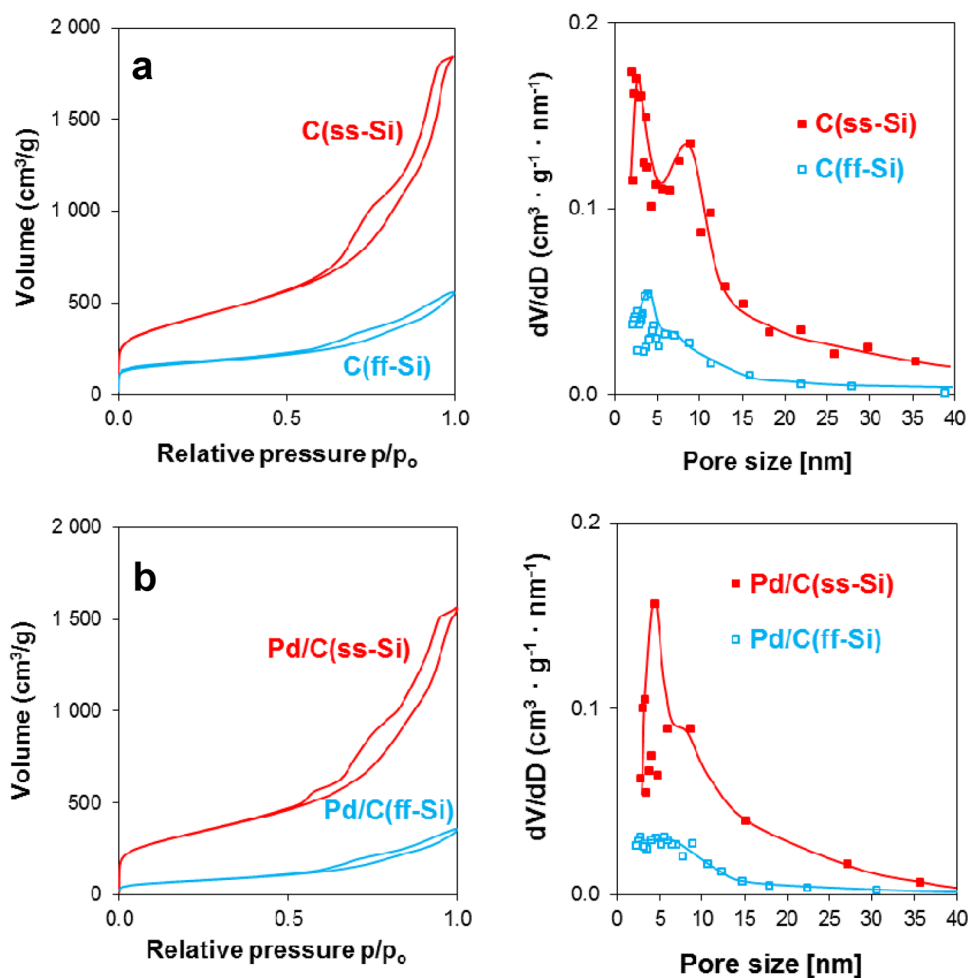 a
Volume (cm³/g)
2 000
1 500
1 000
500
0
C(ss-Si)
C(ff-Si)
0.0
0.5
1.0
Relative pressure p/pₒ
dV/dD (cm³ · g⁻¹ · nm⁻¹)
0.2
0.1
0.0
C(ss-Si)
C(ff-Si)
0 5 10 15 20 25 30 35 40
Pore size [nm]
b
Volume (cm³/g)
2 000
1 500
1 000
500
0
Pd/C(ss-Si)
Pd/C(ff-Si)
0.0
0.5
1.0
Relative pressure p/pₒ
dV/dD (cm³ · g⁻¹ · nm⁻¹)
0.2
0.1
0.0
Pd/C(ss-Si)
Pd/C(ff-Si)
0 5 10 15 20 25 30 35 40
Pore size [nm]